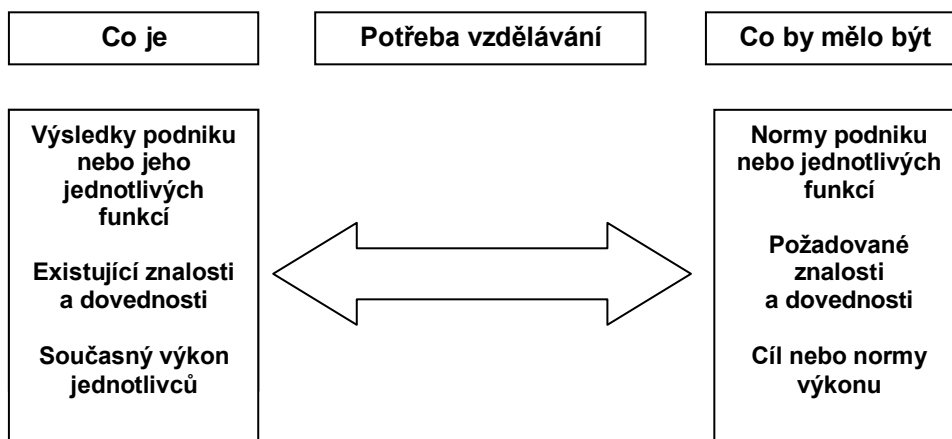 Co je
Potřeba vzdělávání
Co by mělo být
Výsledky podniku
nebo jeho
jednotlivých
funkcí
Existující znalosti
a dovednosti
Současný výkon
jednotlivců
Normy podniku
nebo jednotlivých
funkcí
Požadované
znalosti
a dovednosti
Cíl nebo normy
výkonu